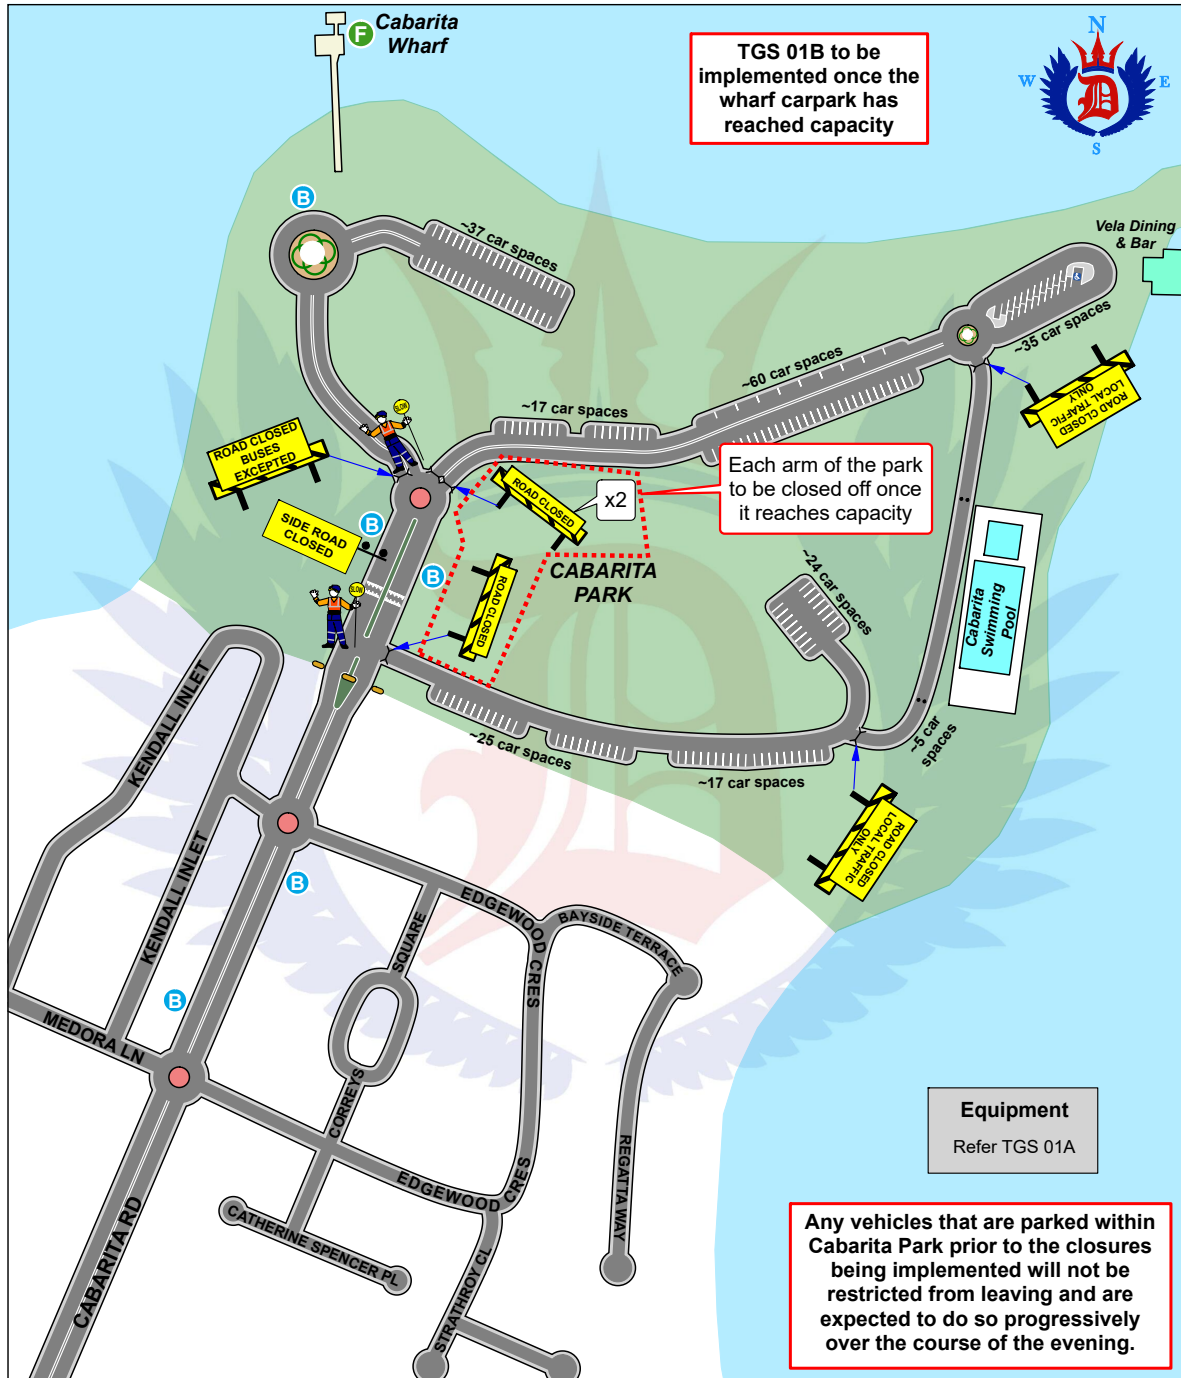 Cabarita
Wharf
F
TGS 01B to be
implemented once the
wharf carpark has
reached capacity
N
W
E
S
D
B
~37 car spaces
Vela Dining
& Bar
~35 car spaces
~60 car spaces
~17 car spaces
ROAD CLOSED
LOCAL TRAFFIC
ONLY
SLOW
ROAD CLOSED
BUSES
EXCEPTED
Each arm of the park
to be closed off once
it reaches capacity
ROAD CLOSED
x2
SIDE ROAD
CLOSED
B
B
CABARITA
PARK
ROAD CLOSED
SLOW
~24 car spaces
Cabarita
Swimming
Pool
~5 car
spaces
~25 car spaces
~17 car spaces
ROAD CLOSED
LOCAL TRAFFIC
ONLY
KENDALL INLET
KENDALL INLET
B
EDGEWOOD CRES
BAYSIDE TERRACE
SQUARE
B
MEDORA LN
CORREYS
REGATTA WAY
EDGEWOOD CRES
CABARITA RD
CATHERINE SPENCER PL
STRATHROY CL
Equipment
Refer TGS 01A
Any vehicles that are parked within
Cabarita Park prior to the closures
being implemented will not be
restricted from leaving and are
expected to do so progressively
over the course of the evening.